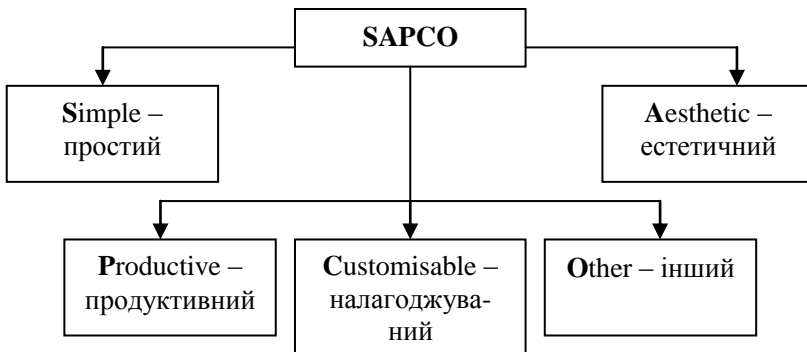 SAPCO
Simple –
простий
Aesthetic –
естетичний
Productive –
продуктивний
Customisable –
налагоджува-
ний
Other – інший